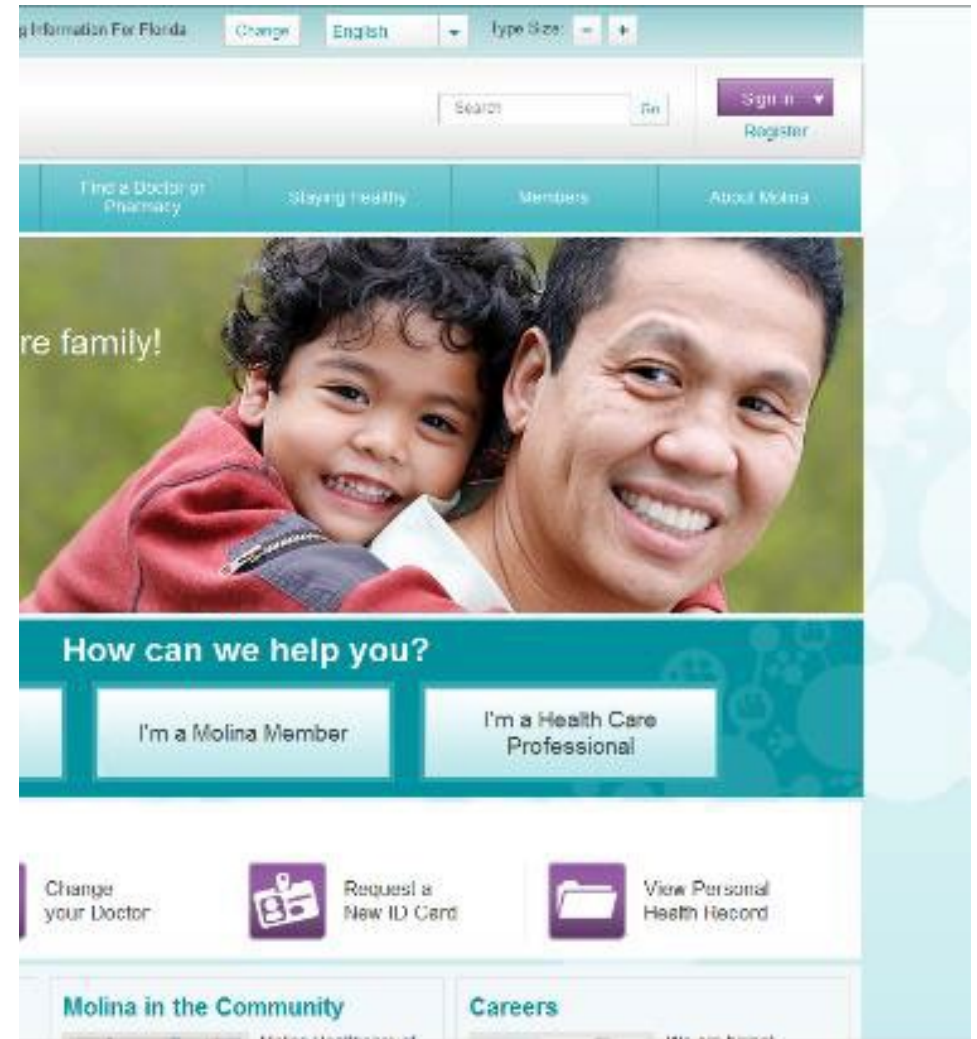 Information For Florida Change English Type Size: - +
Search Go
Sign In
Register
Find a Doctor or
Pharmacy
Staying Healthy
Members
About Molina
re family!
How can we help you?
I'm a Molina Member
I'm a Health Care
Professional
Change
your Doctor
Request a
New ID Card
View Personal
Health Record
Molina in the Community
Careers